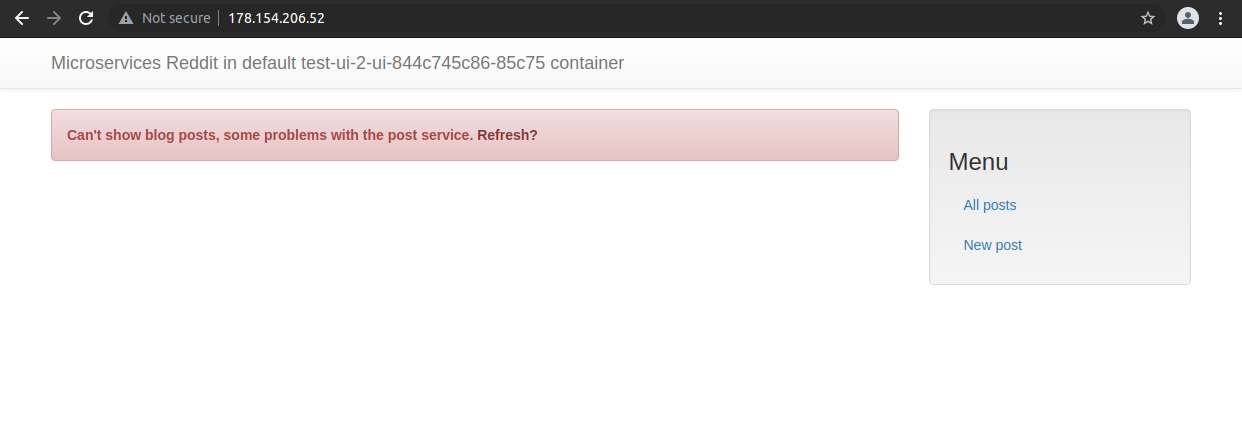 Not secure 178.154.206.52
Microservices Reddit in default test-ui-2-ui-844c745c86-85c75 container
Can't show blog posts, some problems with the post service. Refresh?
Menu
All posts
New post